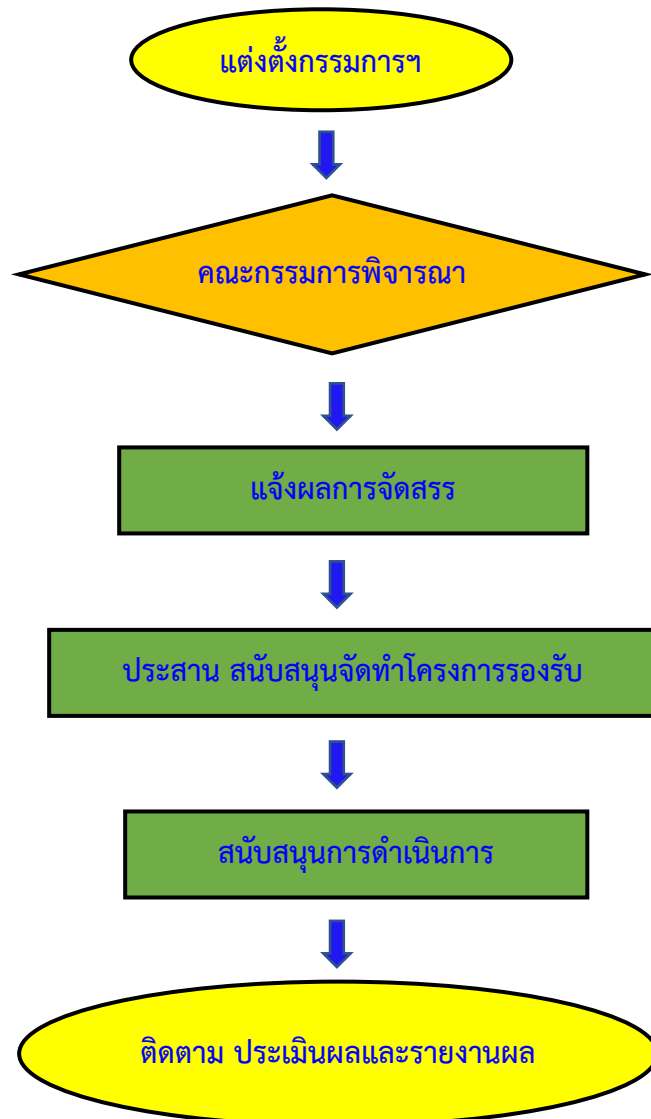 แต่งตั้งกรรมการฯ
คณะกรรมการพิจารณา
แจ้งผลการจัดสรร
ประสาน สนับสนุนจัดทำโครงการรองรับ
สนับสนุนการดำเนินการ
ติดตาม ประเมินผลและรายงานผล